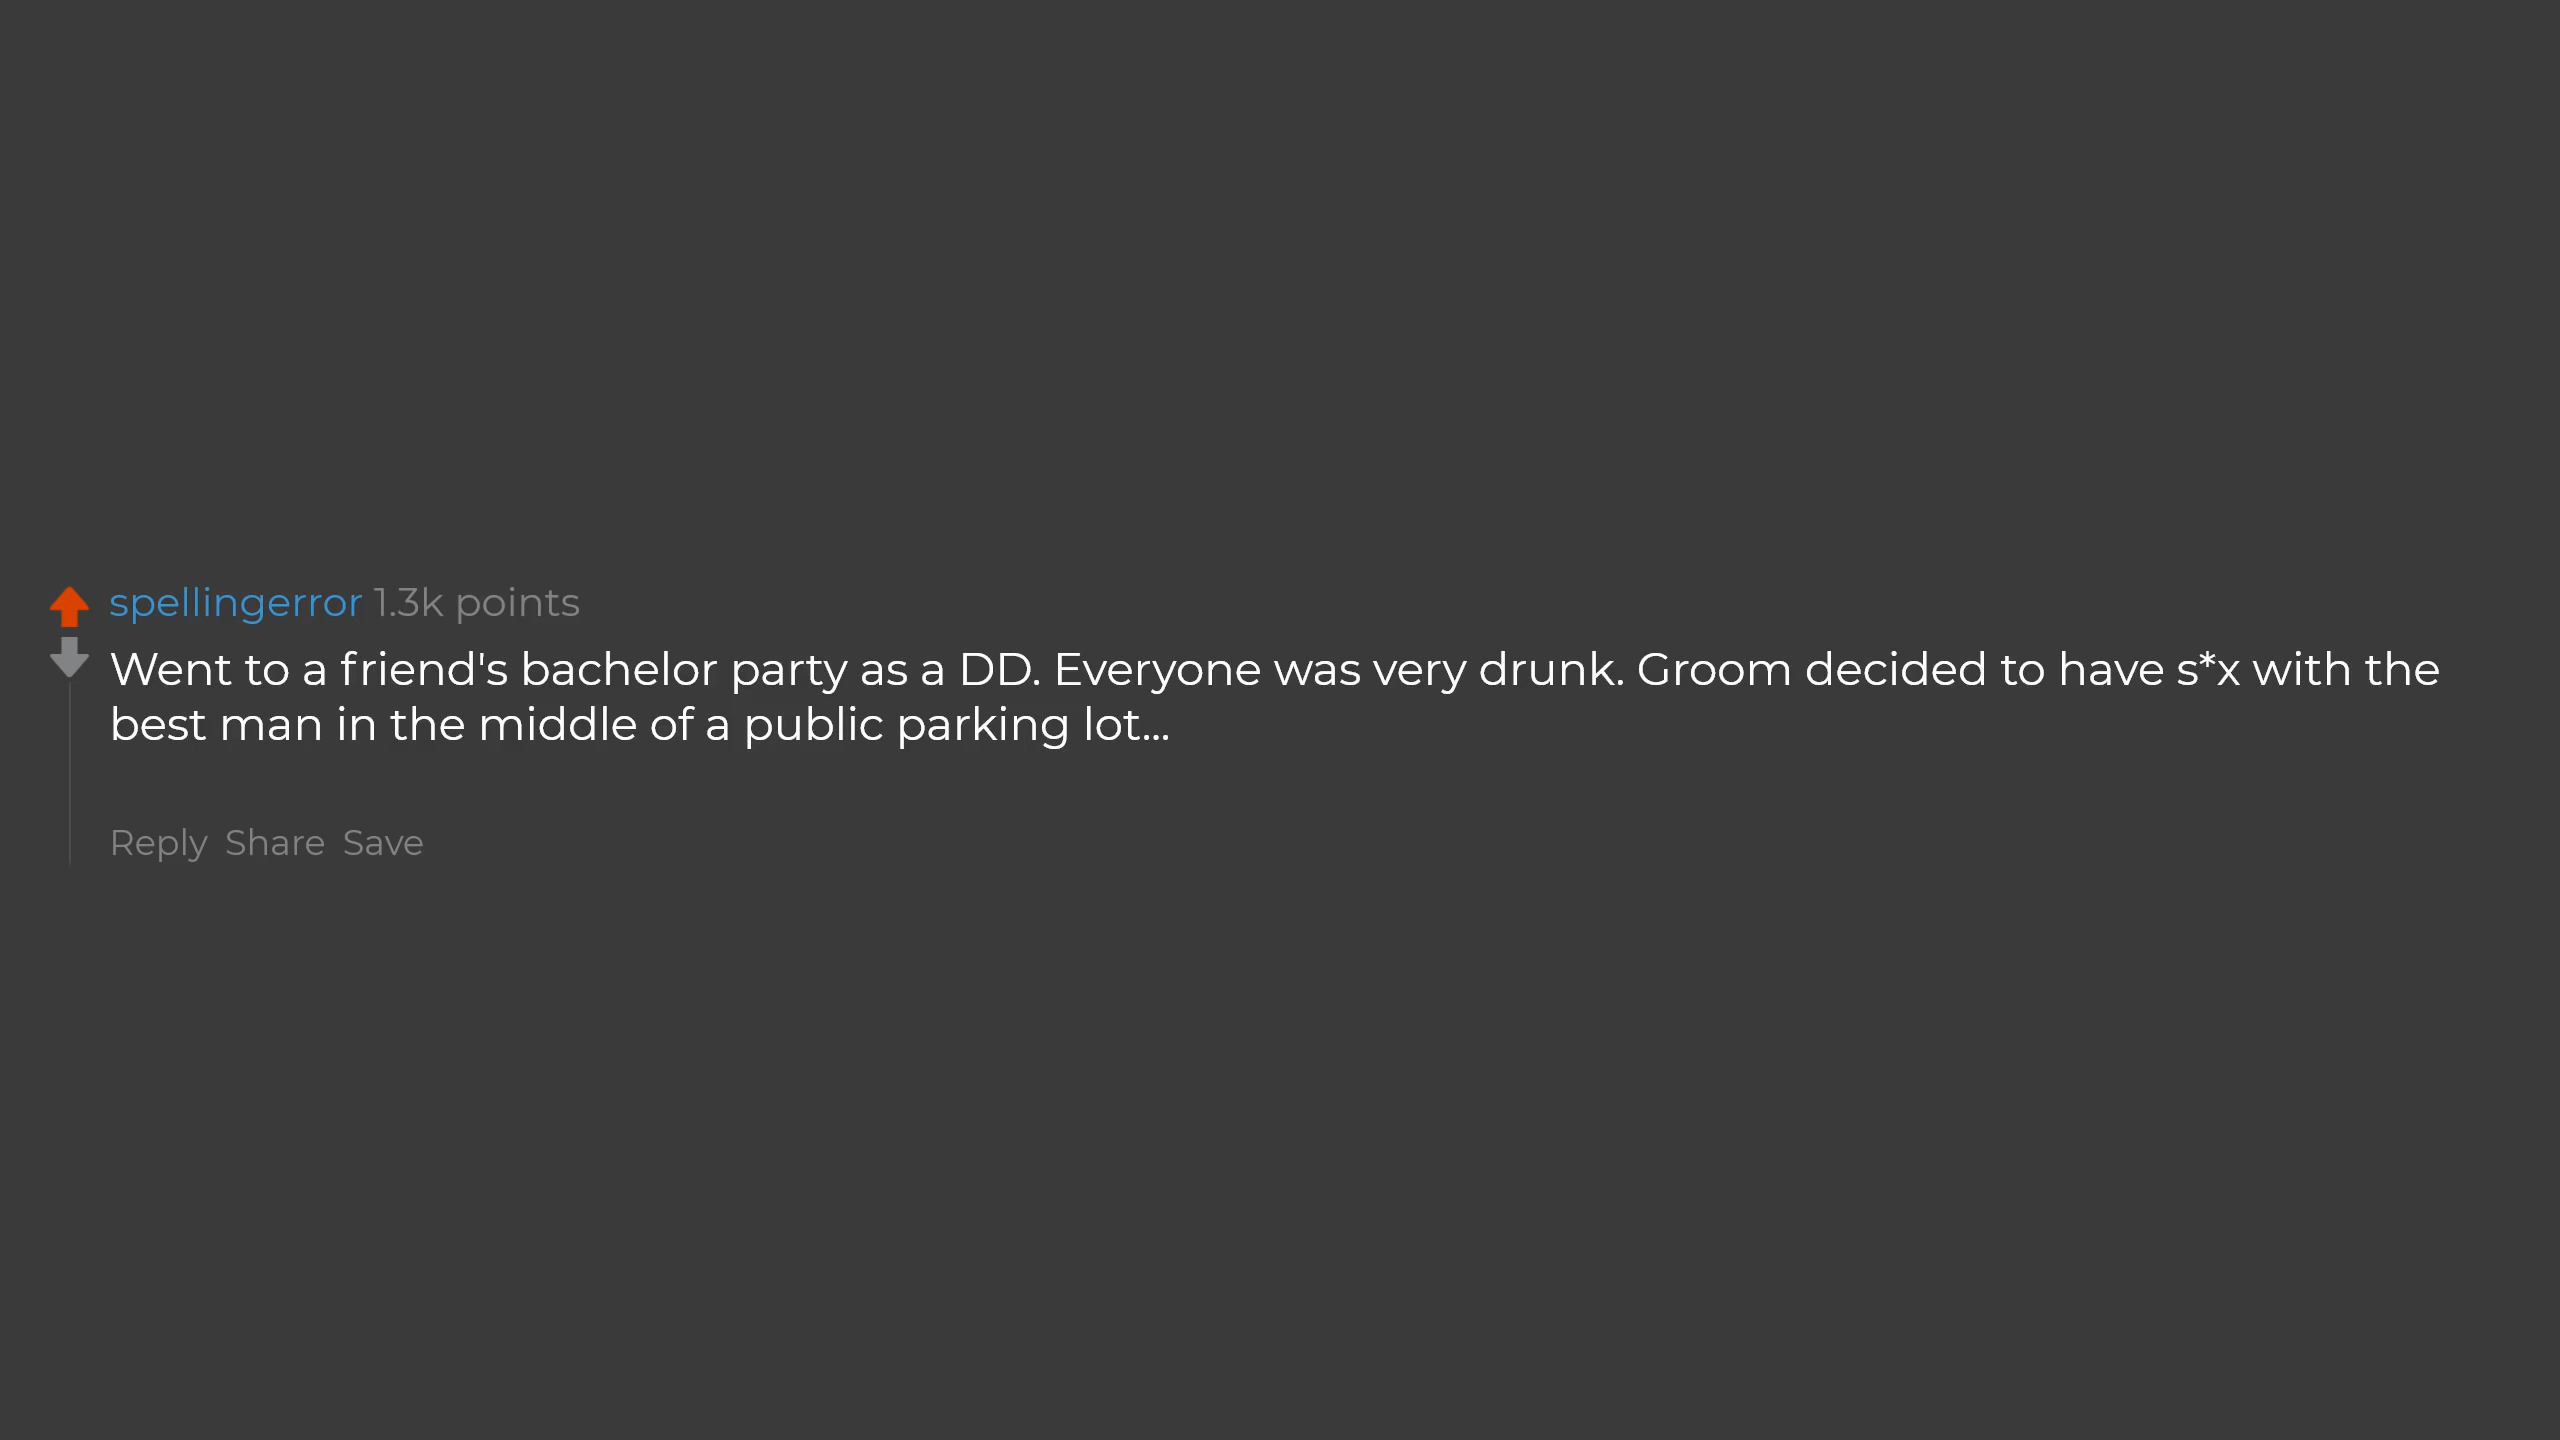 spellingerror 1.3k points
Went to a friend's bachelor party as a DD. Everyone was very drunk. Groom decided to have s*x with the
best man in the middle of a public parking lot...
Reply Share Save